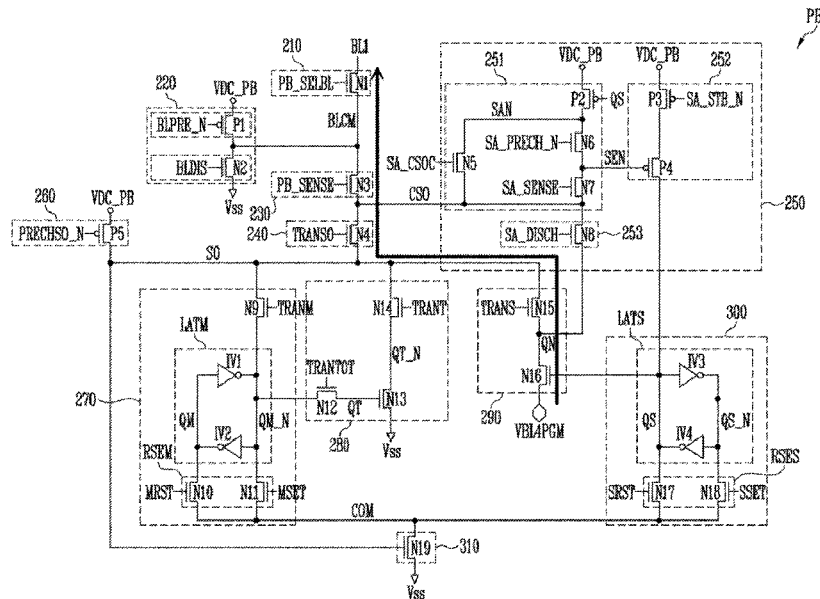 PB
BL1
210
PB_SELBL
N1
BLCM
220
VDC_PB
BLPRE_N
P1
BLDIS
N2
Vss
PB_SENSE
N3
230
240
TRANSO
N4
CSO
VDC_PB
251
VDC_PB
252
P2
QS
P3
SA_STB_N
SAN
SA_PRECH_N
N6
SA_CSOC
N5
SEN
P4
SA_SENSE
N7
250
SA_DISCH
N8
253
VDC_PB
260
PRECHSO_N
P5
SO
N9
TRANM
N14
TRANT
TRANS
N15
300
LATM
QT_N
QN
LATS
IV1
TRANTOT
N16
IV3
270
N12
QT
N13
QM
QM_N
290
QS
QS_N
IV2
280
VBL4PGM
IV4
RSEM
Vss
RSES
MRST
N10
N11
MSET
SRST
N17
N18
SSET
COM
N19
310
Vss